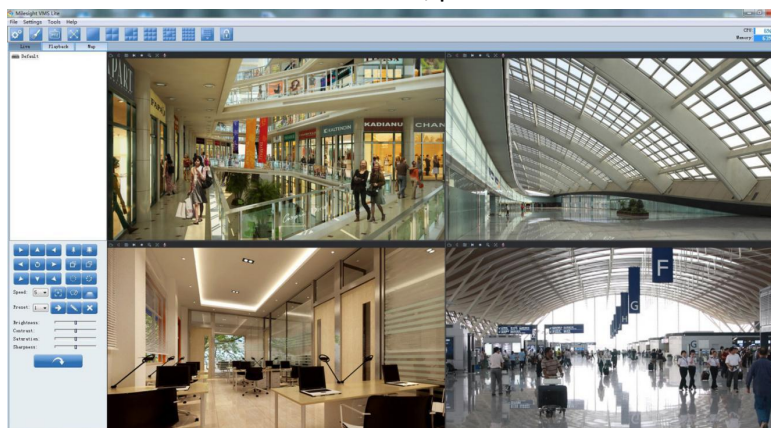 Milesight VMS Lite
File Settings Tools Help
CPU:
Memory:
Live Playback Map
Default
Speed:
Preset:
Brightness:
Contrast:
Saturation:
Sharpness:
KADIANU
CHAN
F
G
H